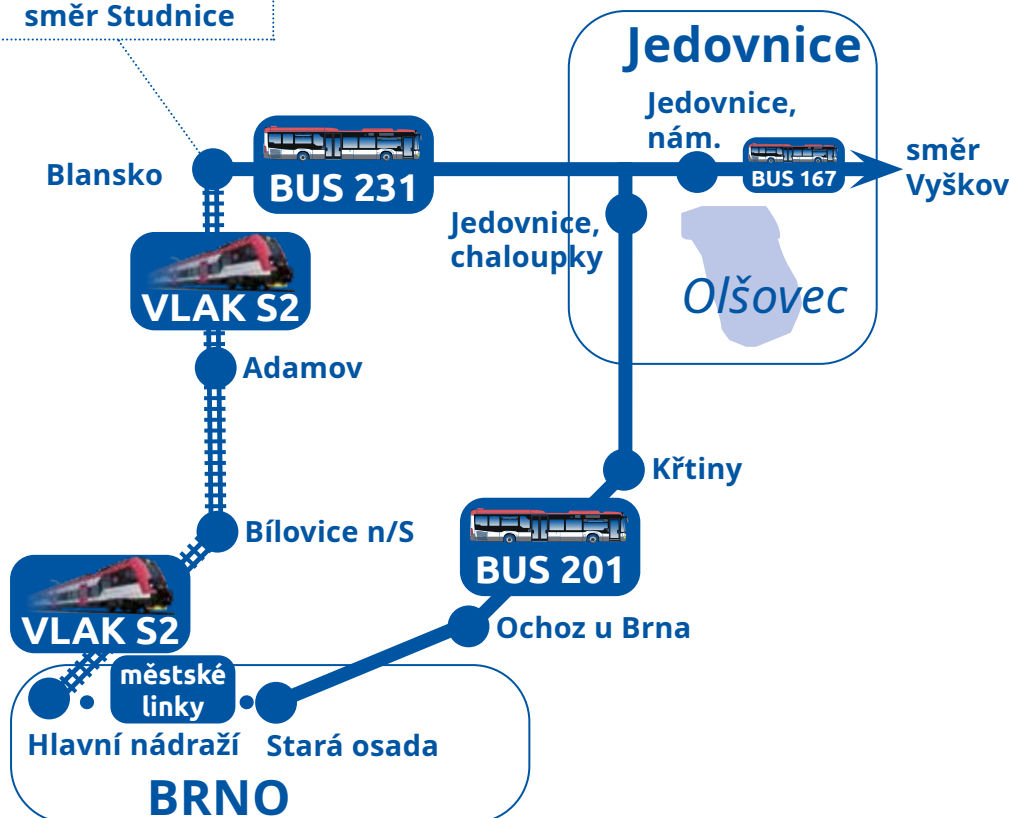 směr Studnice
Jedovnice
Jedovnice,
nám.
směr
Vyškov
BUS 167
Blansko
BUS 231
Jedovnice,
chaloupky
Olšovec
VLAK S2
Adamov
Křtiny
Bílovice n/S
BUS 201
VLAK S2
Ochoz u Brna
městské
linky
Hlavní nádraží
Stará osada
BRNO